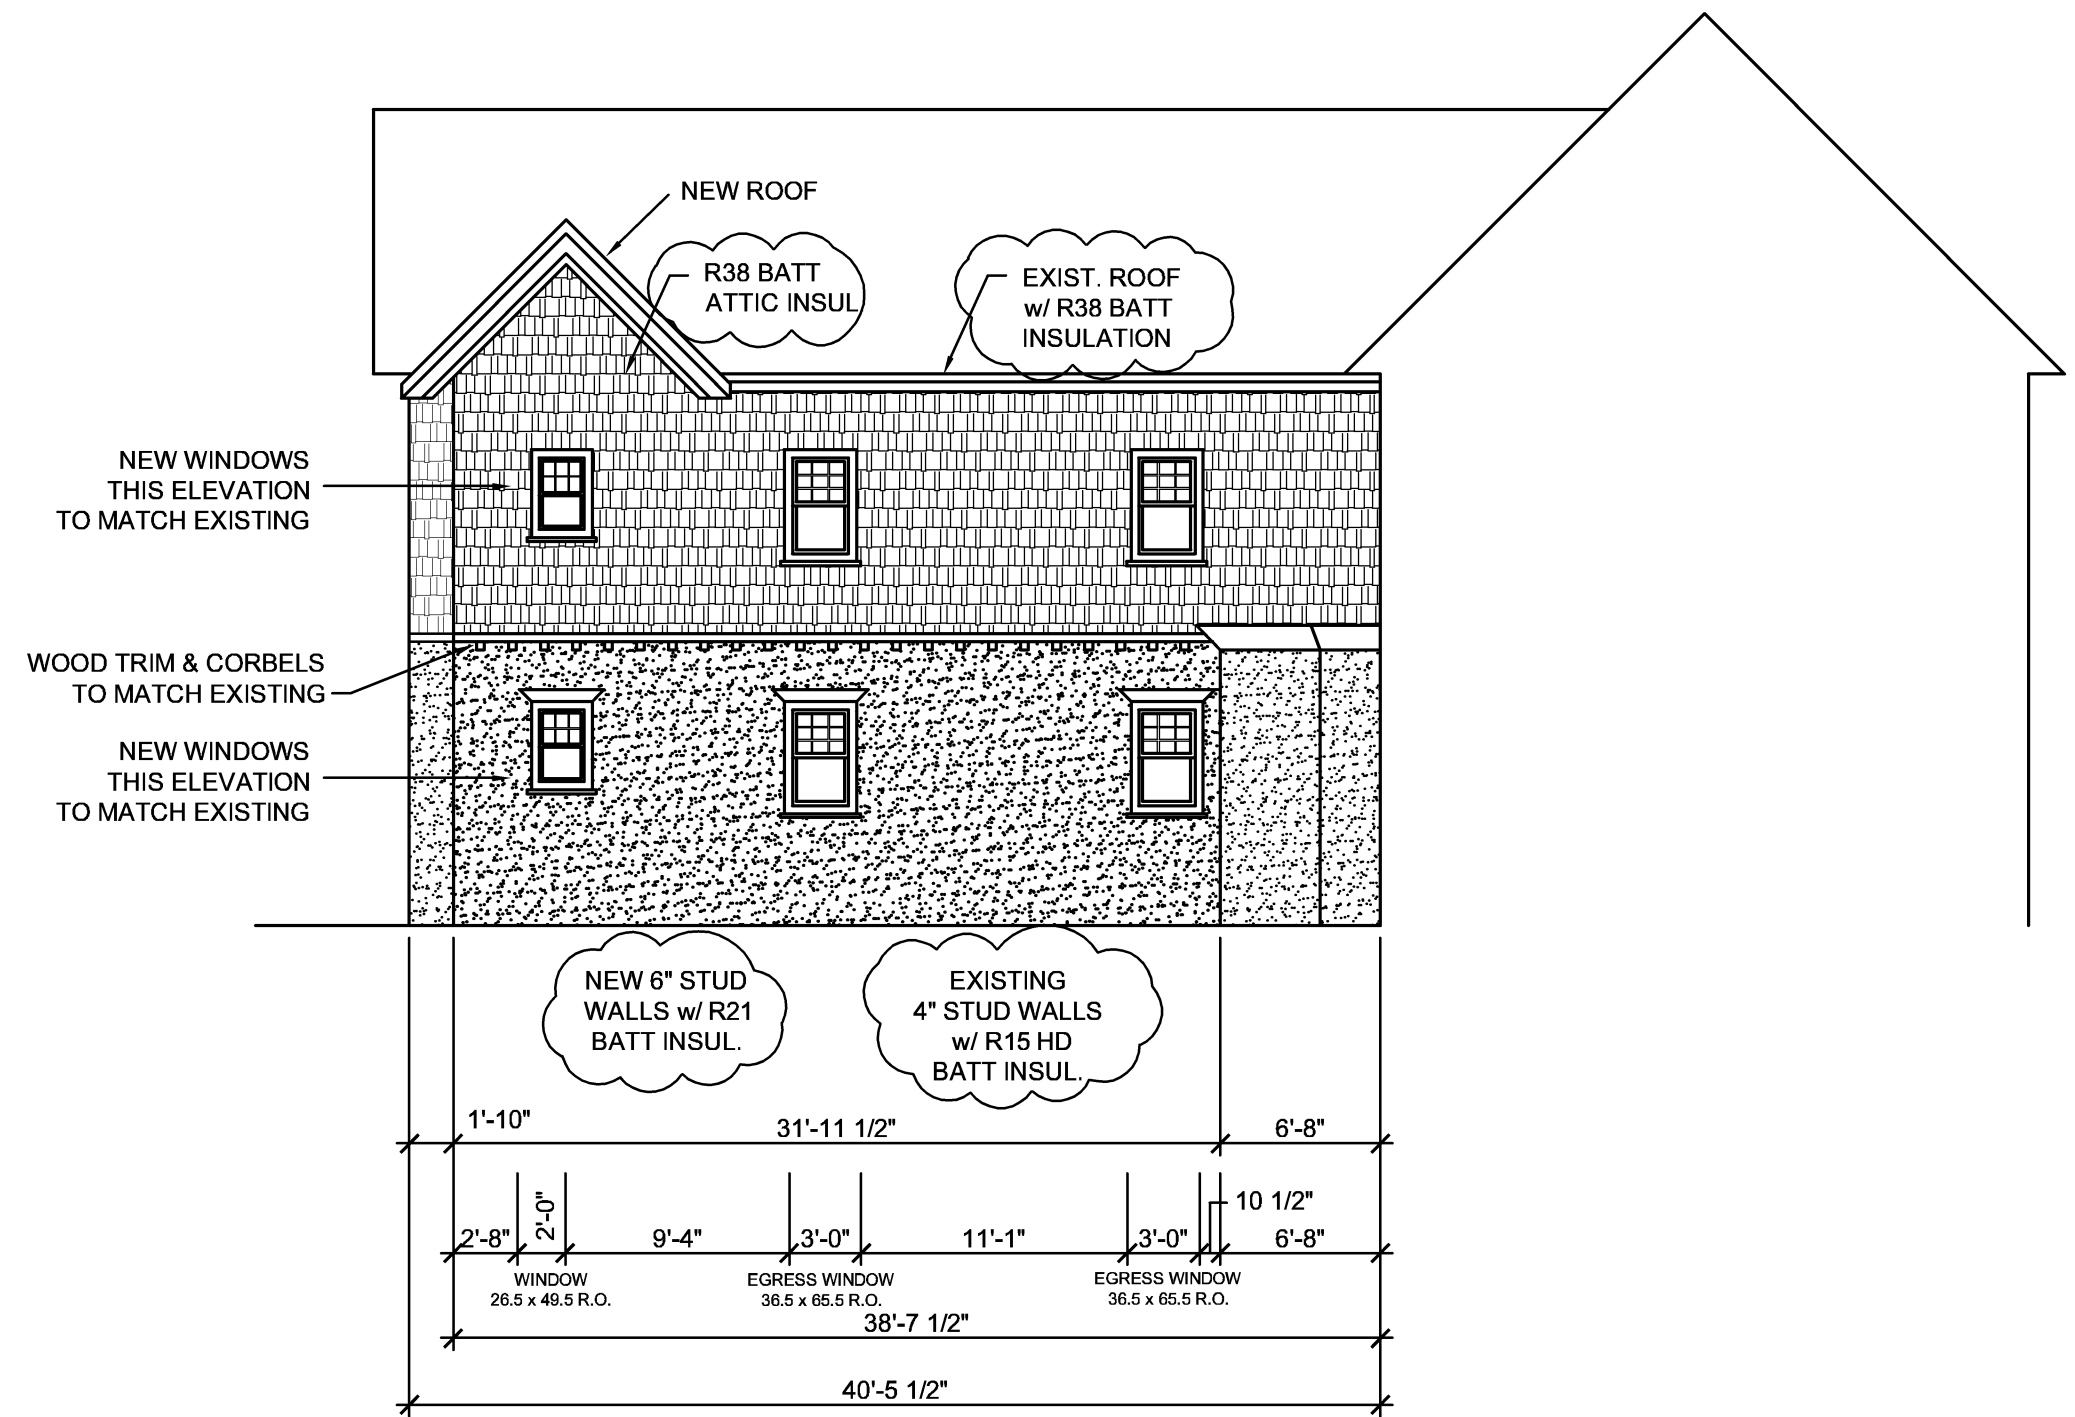 NEW ROOF
R38 BATT
ATTIC INSUL
EXIST. ROOF
w/ R38 BATT
INSULATION
NEW WINDOWS
THIS ELEVATION
TO MATCH EXISTING
WOOD TRIM & CORBELS
TO MATCH EXISTING
NEW WINDOWS
THIS ELEVATION
TO MATCH EXISTING
NEW 6" STUD
WALLS w/ R21
BATT INSUL.
EXISTING
4" STUD WALLS
w/ R15 HD
BATT INSUL.
1'-10"
31'-11 1/2"
6'-8"
2'-8"
2'-0"
9'-4"
3'-0"
11'-1"
3'-0"
10 1/2"
6'-8"
WINDOW
26.5 x 49.5 R.O.
EGRESS WINDOW
36.5 x 65.5 R.O.
EGRESS WINDOW
36.5 x 65.5 R.O.
38'-7 1/2"
40'-5 1/2"